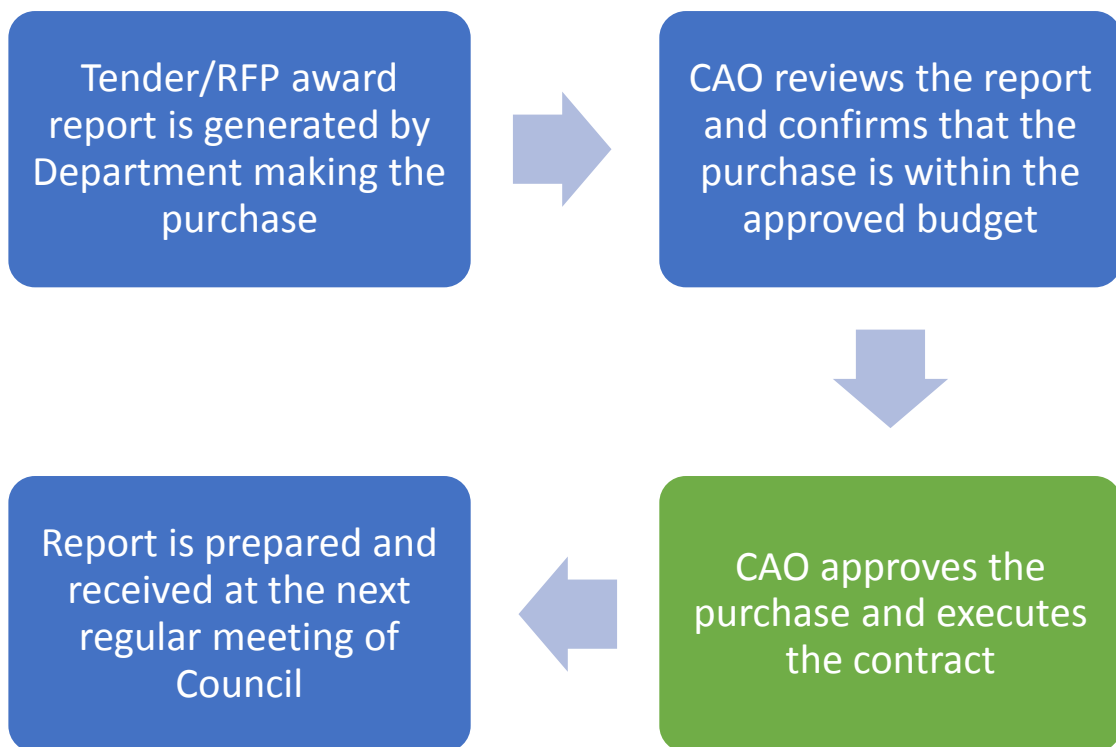 Tender/RFP award
report is generated by
Department making the
purchase
CAO reviews the report
and confirms that the
purchase is within the
approved budget
CAO approves the
purchase and executes
the contract
Report is prepared and
received at the next
regular meeting of
Council